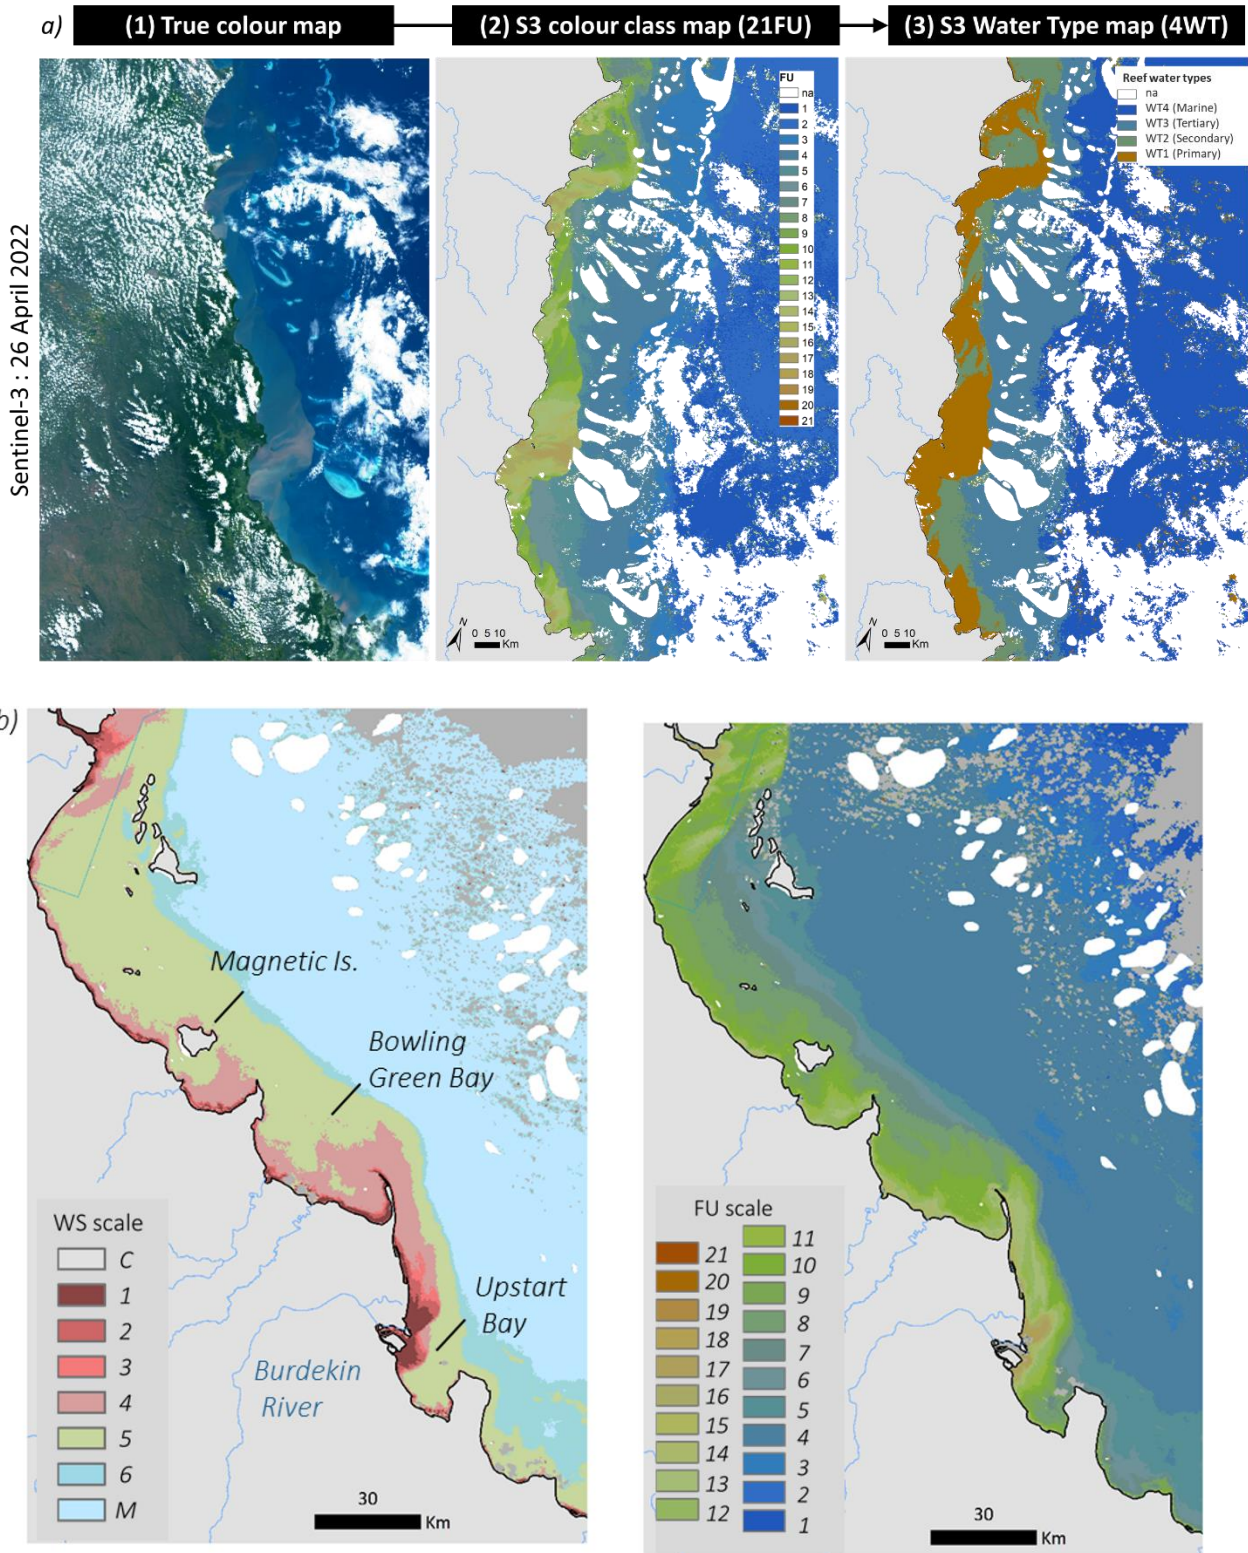 a)
(1) True colour map
(2) S3 colour class map (21FU)
(3) S3 Water Type map (4WT)
Sentinel-3 : 26 April 2022
FU
na
1
2
3
4
5
6
7
8
9
10
11
12
13
14
15
16
17
18
19
20
21
N
0 5 10
Km
Reef water types
na
WT4 (Marine)
WT3 (Tertiary)
WT2 (Secondary)
WT1 (Primary)
N
0 5 10
Km
b)
Magnetic Is.
Bowling
Green Bay
Upstart
Bay
Burdekin
River
WS scale
C
1
2
3
4
5
6
M
30
Km
FU scale
21
20
19
18
17
16
15
14
13
12
11
10
9
8
7
6
5
4
3
2
1
30
Km